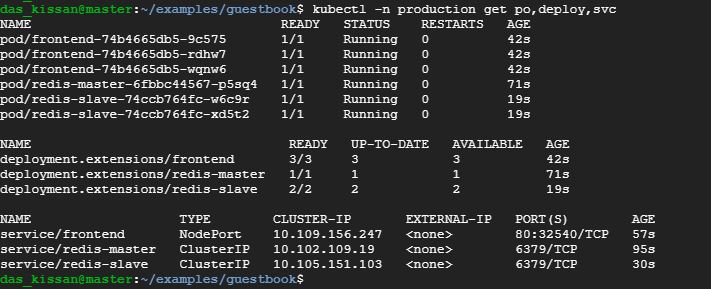 das_kissan@master:~/examples/guestbook$ kubectl -n production get po,deploy,svc
NAME READY STATUS RESTARTS AGE
pod/frontend-74b4665db5-9c575 1/1 Running 0 42s
pod/frontend-74b4665db5-rdhw7 1/1 Running 0 42s
pod/frontend-74b4665db5-wqnw6 1/1 Running 0 42s
pod/redis-master-6fbbc44567-p5sq4 1/1 Running 0 71s
pod/redis-slave-74ccb764fc-w6c9r 1/1 Running 0 19s
pod/redis-slave-74ccb764fc-xd5t2 1/1 Running 0 19s
NAME READY UP-TO-DATE AVAILABLE AGE
deployment.extensions/frontend 3/3 3 3 42s
deployment.extensions/redis-master 1/1 1 1 71s
deployment.extensions/redis-slave 2/2 2 2 19s
NAME TYPE CLUSTER-IP EXTERNAL-IP PORT(S) AGE
service/frontend NodePort 10.109.156.247 <none> 80:32540/TCP 57s
service/redis-master ClusterIP 10.102.109.19 <none> 6379/TCP 95s
service/redis-slave ClusterIP 10.105.151.103 <none> 6379/TCP 30s
das_kissan@master:~/examples/guestbook$